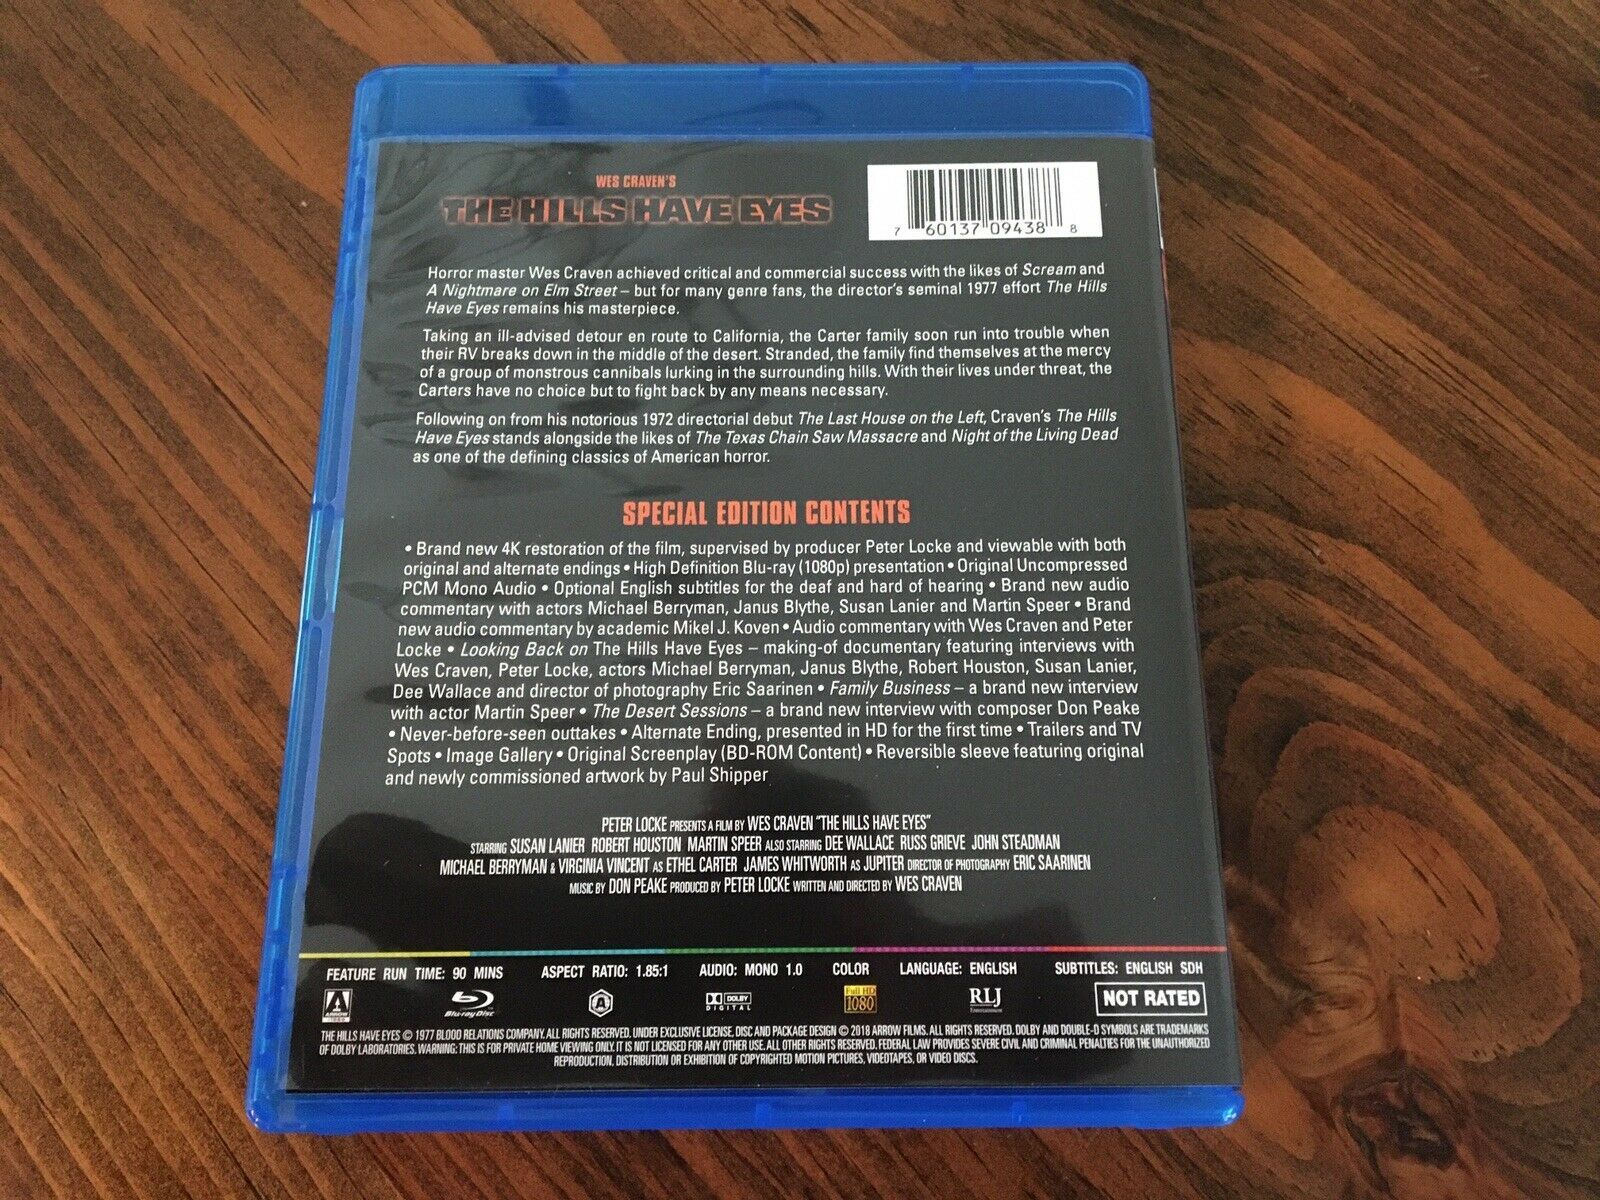 WES CRAVEN'S
THE HILLS HAVE EYES
7 60137 09438 8
Horror master Wes Craven achieved critical and commercial success with the likes of Scream and
A Nightmare on Elm Street – but for many genre fans, the director's seminal 1977 effort The Hills
Have Eyes remains his masterpiece.
Taking an ill-advised detour en route to California, the Carter family soon run into trouble when
their RV breaks down in the middle of the desert. Stranded, the family find themselves at the mercy
of a group of monstrous cannibals lurking in the surrounding hills. With their lives under threat, the
Carters have no choice but to fight back by any means necessary.
Following on from his notorious 1972 directorial debut The Last House on the Left, Craven's The Hills
Have Eyes stands alongside the likes of The Texas Chain Saw Massacre and Night of the Living Dead
as one of the defining classics of American horror.
SPECIAL EDITION CONTENTS
• Brand new 4K restoration of the film, supervised by producer Peter Locke and viewable with both
original and alternate endings • High Definition Blu-ray (1080p) presentation • Original Uncompressed
PCM Mono Audio • Optional English subtitles for the deaf and hard of hearing • Brand new audio
commentary with actors Michael Berryman, Janus Blythe, Susan Lanier and Martin Speer • Brand
new audio commentary by academic Mikel J. Koven • Audio commentary with Wes Craven and Peter
Locke • Looking Back on The Hills Have Eyes – making-of documentary featuring interviews with
Wes Craven, Peter Locke, actors Michael Berryman, Janus Blythe, Robert Houston, Susan Lanier,
Dee Wallace and director of photography Eric Saarinen • Family Business – a brand new interview
with actor Martin Speer • The Desert Sessions – a brand new interview with composer Don Peake
• Never-before-seen outtakes • Alternate Ending, presented in HD for the first time • Trailers and TV
Spots • Image Gallery • Original Screenplay (BD-ROM Content) • Reversible sleeve featuring original
and newly commissioned artwork by Paul Shipper
PETER LOCKE PRESENTS A FILM BY WES CRAVEN "THE HILLS HAVE EYES"
STARRING SUSAN LANIER ROBERT HOUSTON MARTIN SPEER ALSO STARRING DEE WALLACE RUSS GRIEVE JOHN STEADMAN
MICHAEL BERRYMAN & VIRGINIA VINCENT AS ETHEL CARTER JAMES WHITWORTH AS JUPITER DIRECTOR OF PHOTOGRAPHY ERIC SAARINEN
MUSIC BY DON PEAKE PRODUCED BY PETER LOCKE WRITTEN AND DIRECTED BY WES CRAVEN
FEATURE RUN TIME: 90 MINS ASPECT RATIO: 1.85:1 AUDIO: MONO 1.0 COLOR LANGUAGE: ENGLISH SUBTITLES: ENGLISH SDH
ARROW VIDEO Blu-ray Disc A DOLBY DIGITAL Full HD 1080 RLJ Entertainment NOT RATED
THE HILLS HAVE EYES © 1977 BLOOD RELATIONS COMPANY. ALL RIGHTS RESERVED. UNDER EXCLUSIVE LICENSE. DISC AND PACKAGE DESIGN © 2018 ARROW FILMS. ALL RIGHTS RESERVED. DOLBY AND DOUBLE-D SYMBOLS ARE TRADEMARKS
OF DOLBY LABORATORIES. WARNING: THIS IS FOR PRIVATE HOME VIEWING ONLY. IT IS NOT LICENSED FOR ANY OTHER USE. ALL OTHER RIGHTS RESERVED. FEDERAL LAW PROVIDES SEVERE CIVIL AND CRIMINAL PENALTIES FOR THE UNAUTHORIZED
REPRODUCTION, DISTRIBUTION OR EXHIBITION OF COPYRIGHTED MOTION PICTURES, VIDEOTAPES, OR VIDEO DISCS.